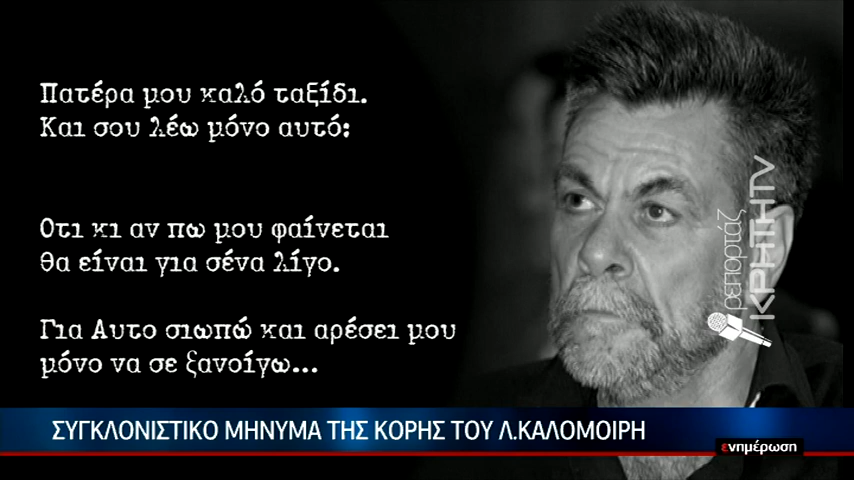 Πατέρα μου καλό ταξίδι.
Και σου λέω μόνο αυτό:
Οτι κι αν πω μου φαίνεται
θα είναι για σένα λίγο.
Για Αυτο σιωπώ και αρέσει μου
μόνο να σε ξανοίγω...
ρεπορτάζ
ΚΡΗΤΗTV
ΣΥΓΚΛΟΝΙΣΤΙΚΟ ΜΗΝΥΜΑ ΤΗΣ ΚΟΡΗΣ ΤΟΥ Λ.ΚΑΛΟΜΟΙΡΗ
ενημέρωση